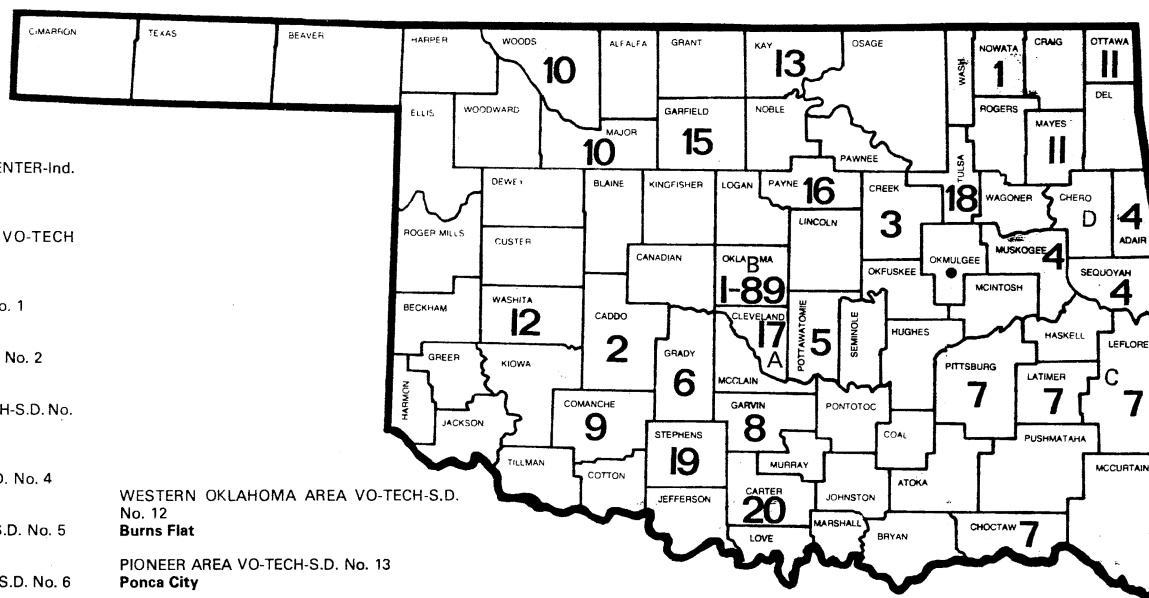 CIMARRON
TEXAS
BEAVER
HARPER
WOODS
10
ALFALFA
GRANT
KAY
13
OSAGE
WASH
NOWATA
1
CRAIG
OTTAWA
11
DEL
ELLIS
WOODWARD
MAJOR
10
GARFIELD
15
NOBLE
PAWNEE
ROGERS
MAYES
11
TULSA
18
DEWEY
BLAINE
KINGFISHER
LOGAN
PAYNE
16
CREEK
3
WAGONER
CHERO
D
4
ADAIR
LINCOLN
ROGER MILLS
CUSTER
CANADIAN
OKLAHOMA
B
I-89
OKMULGEE
MUSKOGEE
4
OKFUSKEE
SEQUOYAH
4
MCINTOSH
BECKHAM
WASHITA
12
CADDO
2
CLEVELAND
17
A
POTTAWATOMIE
5
SEMINOLE
HUGHES
HASKELL
LEFLORE
C
7
GREER
KIOWA
GRADY
6
MCCLAIN
PITTSBURG
7
LATIMER
7
HARMON
JACKSON
COMANCHE
9
GARVIN
8
PONTOTOC
COAL
PUSHMATAHA
STEPHENS
19
MURRAY
TILLMAN
COTTON
JEFFERSON
CARTER
20
JOHNSTON
ATOKA
MCCURTAIN
LOVE
MARSHALL
BRYAN
CHOCTAW
7
ENTER-Ind.
VO-TECH
o. 1
No. 2
H-S.D. No.
D. No. 4
S.D. No. 5
S.D. No. 6
WESTERN OKLAHOMA AREA VO-TECH-S.D.
No. 12
Burns Flat
PIONEER AREA VO-TECH-S.D. No. 13
Ponca City